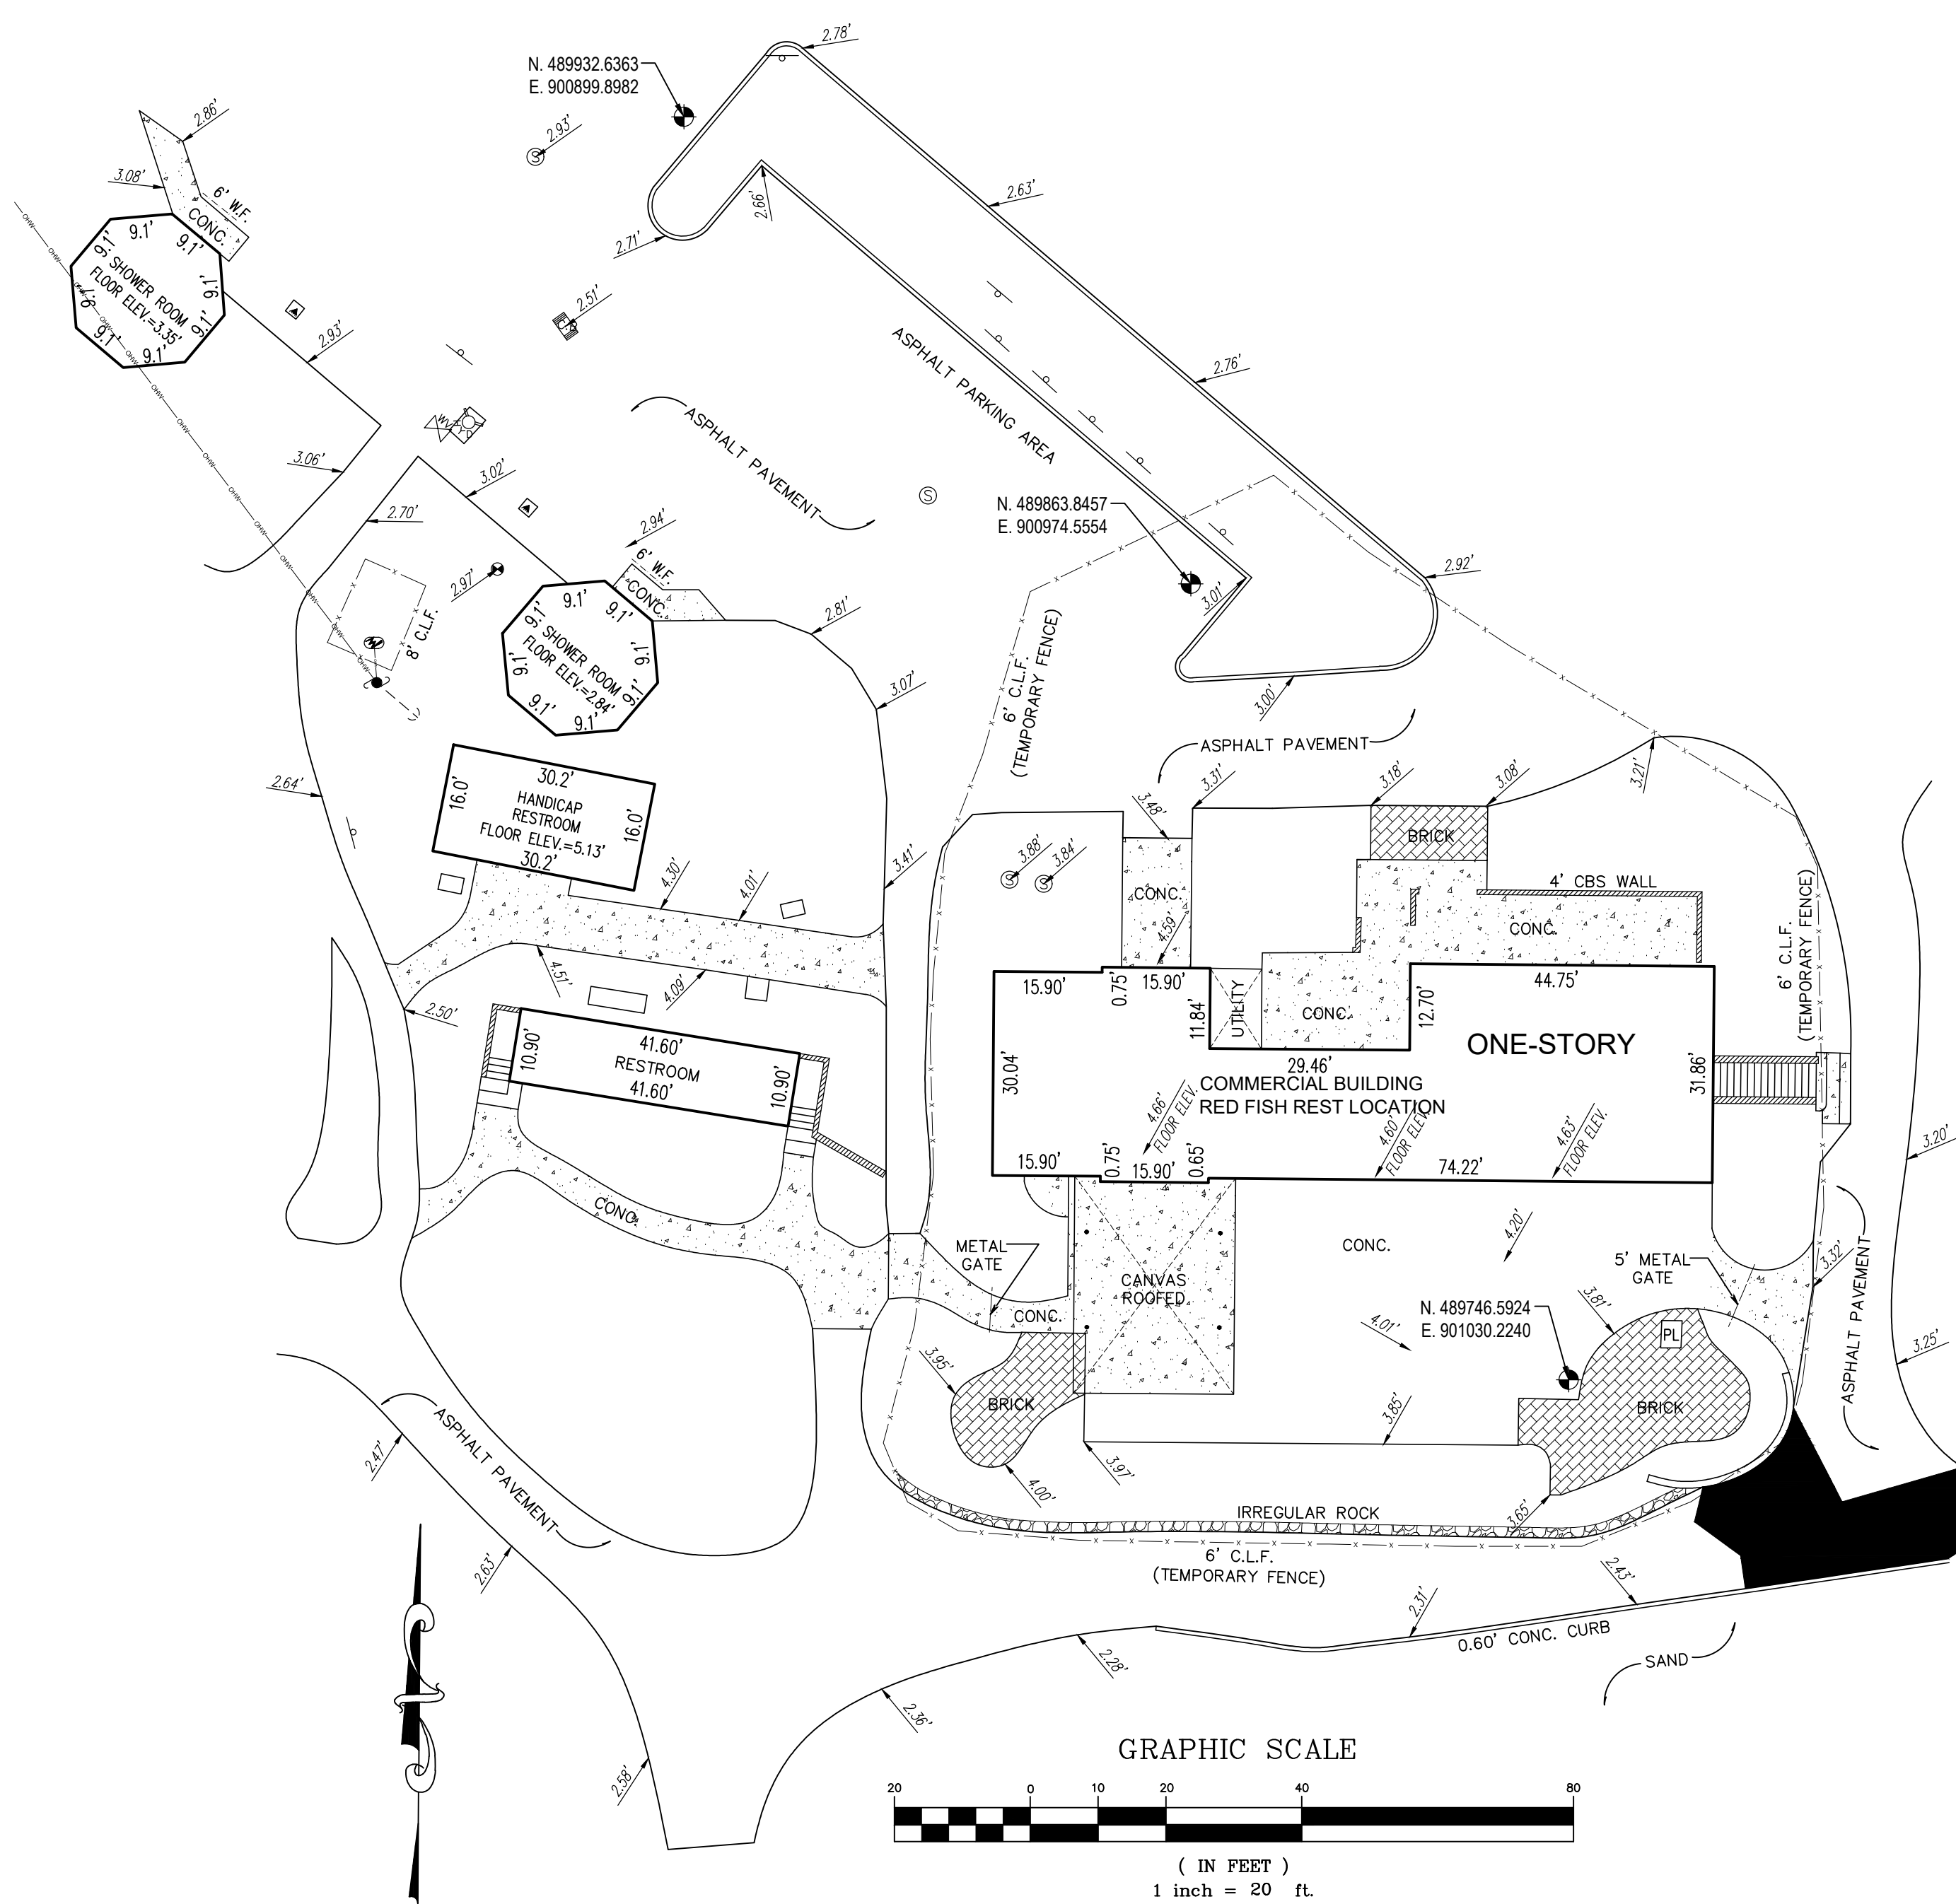 2.78'
N. 489932.6363
E. 900899.8982
2.93'
2.86'
3.08'
6' W.F.
CONC.
2.63'
2.66'
2.71'
9.1'
9.1'
9.1'
9.1'
9.1'
9.1'
9.1'
9.1'
SHOWER ROOM
FLOOR ELEV.=3.35'
OHW
2.93'
2.51'
C.B.
2.76'
ASPHALT PARKING AREA
ASPHALT PAVEMENT
WV
3.06'
3.02'
2.70'
2.94'
S
S
N. 489863.8457
E. 900974.5554
2.92'
3.01'
6' W.F.
CONC.
2.97'
8' C.L.F.
9.1'
9.1'
9.1'
9.1'
9.1'
9.1'
9.1'
9.1'
SHOWER ROOM
FLOOR ELEV.=2.84'
2.81'
3.07'
6' C.L.F.
(TEMPORARY FENCE)
3.00'
ASPHALT PAVEMENT
2.64'
30.2'
16.0'
HANDICAP
RESTROOM
FLOOR ELEV.=5.13'
16.0'
30.2'
3.31'
3.18'
3.08'
3.21'
3.48'
BRICK
3.88'
3.84'
S
S
3.41'
4.30'
4.01'
CONC.
4.59'
4' CBS WALL
CONC.
6' C.L.F.
(TEMPORARY FENCE)
4.51'
4.09'
2.50'
15.90'
0.75'
15.90'
11.84'
UTILITY
CONC.
12.70'
44.75'
ONE-STORY
10.90'
41.60'
RESTROOM
41.60'
10.90'
30.04'
29.46'
COMMERCIAL BUILDING
RED FISH REST LOCATION
31.86'
4.66'
FLOOR ELEV.
4.60'
FLOOR ELEV.
4.63'
FLOOR ELEV.
15.90'
0.75'
15.90'
0.65'
74.22'
3.20'
CONC.
METAL
GATE
CONC.
4.20'
5' METAL
GATE
3.32'
ASPHALT PAVEMENT
CANVAS
ROOFED
CONC.
N. 489746.5924
E. 901030.2240
3.81'
4.01'
PL
3.25'
3.95'
BRICK
BRICK
3.85'
ASPHALT PAVEMENT
2.47'
3.97'
4.00'
IRREGULAR ROCK
3.65'
6' C.L.F.
(TEMPORARY FENCE)
2.63'
2.43'
2.31'
0.60' CONC. CURB
SAND
2.28'
2.36'
2.58'
GRAPHIC SCALE
20 0 10 20 40 80
( IN FEET )
1 inch = 20 ft.